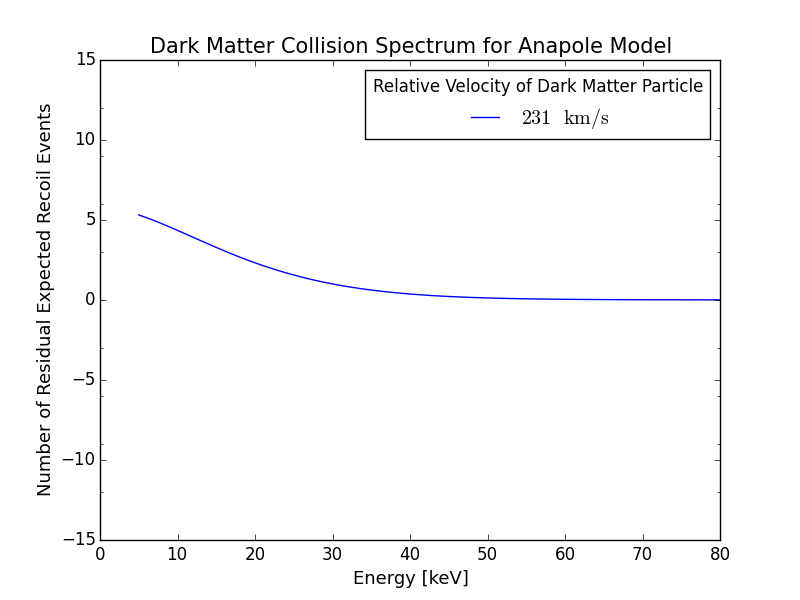 Dark Matter Collision Spectrum for Anapole Model
Relative Velocity of Dark Matter Particle
231 km/s
Number of Residual Expected Recoil Events
15
10
5
0
−5
−10
−15
0 10 20 30 40 50 60 70 80
Energy [keV]